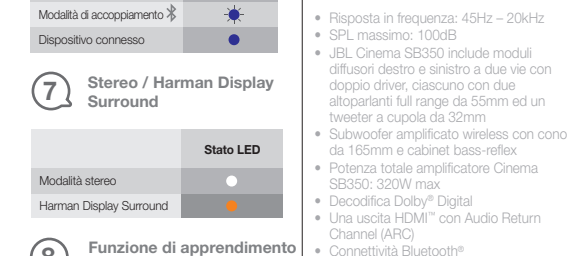 Modalità di accoppiamento
Dispositivo connesso
7
Stereo / Harman Display
Surround
Stato LED
Modalità stereo
Harman Display Surround
8
Funzione di apprendimento
• Risposta in frequenza: 45Hz – 20kHz
• SPL massimo: 100dB
• JBL Cinema SB350 include moduli
diffusori destro e sinistro a due vie con
doppio driver, ciascuno con due
altoparlanti full range da 55mm ed un
tweeter a cupola da 32mm
• Subwoofer amplificato wireless con cono
da 165mm e cabinet bass-reflex
• Potenza totale amplificatore Cinema
SB350: 320W max
• Decodifica Dolby® Digital
• Una uscita HDMI™ con Audio Return
Channel (ARC)
• Connettività Bluetooth®